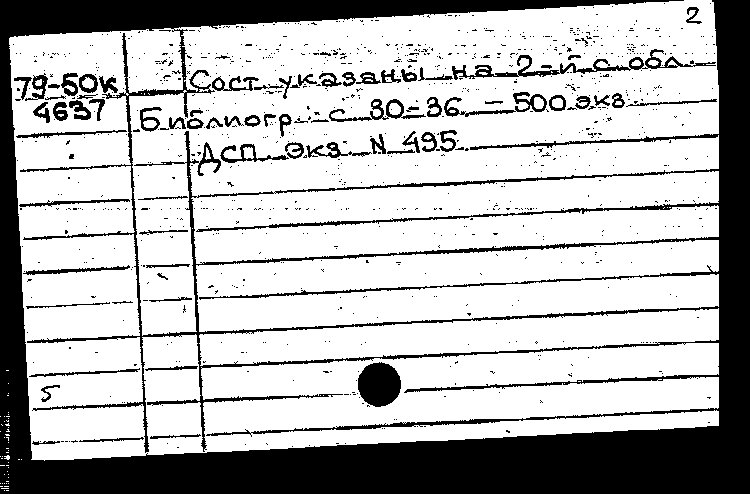 2
79-50к Сост. указаны на 2-й с. обл.
4637 Библиогр.: с. 30-36. - 500 экз.
ДСП. Экз. N 495
5